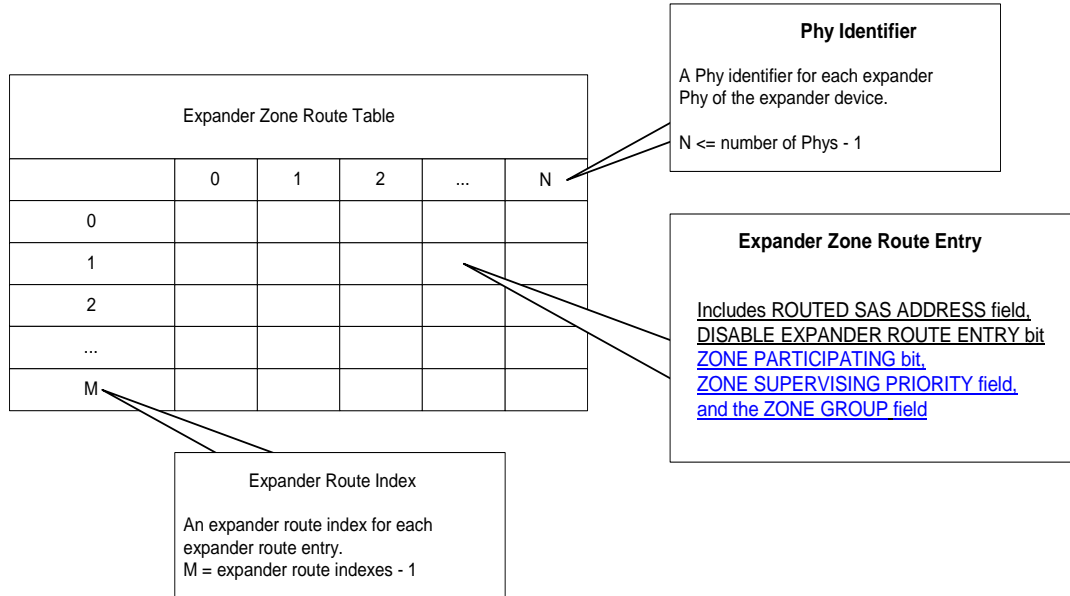 Phy Identifier
A Phy identifier for each expander
Phy of the expander device.
N <= number of Phys - 1
Expander Zone Route Table
0 1 2 ... N
0
1
2
...
M
Expander Zone Route Entry
Includes ROUTED SAS ADDRESS field,
DISABLE EXPANDER ROUTE ENTRY bit
ZONE PARTICIPATING bit,
ZONE SUPERVISING PRIORITY field,
and the ZONE GROUP field
Expander Route Index
An expander route index for each
expander route entry.
M = expander route indexes - 1